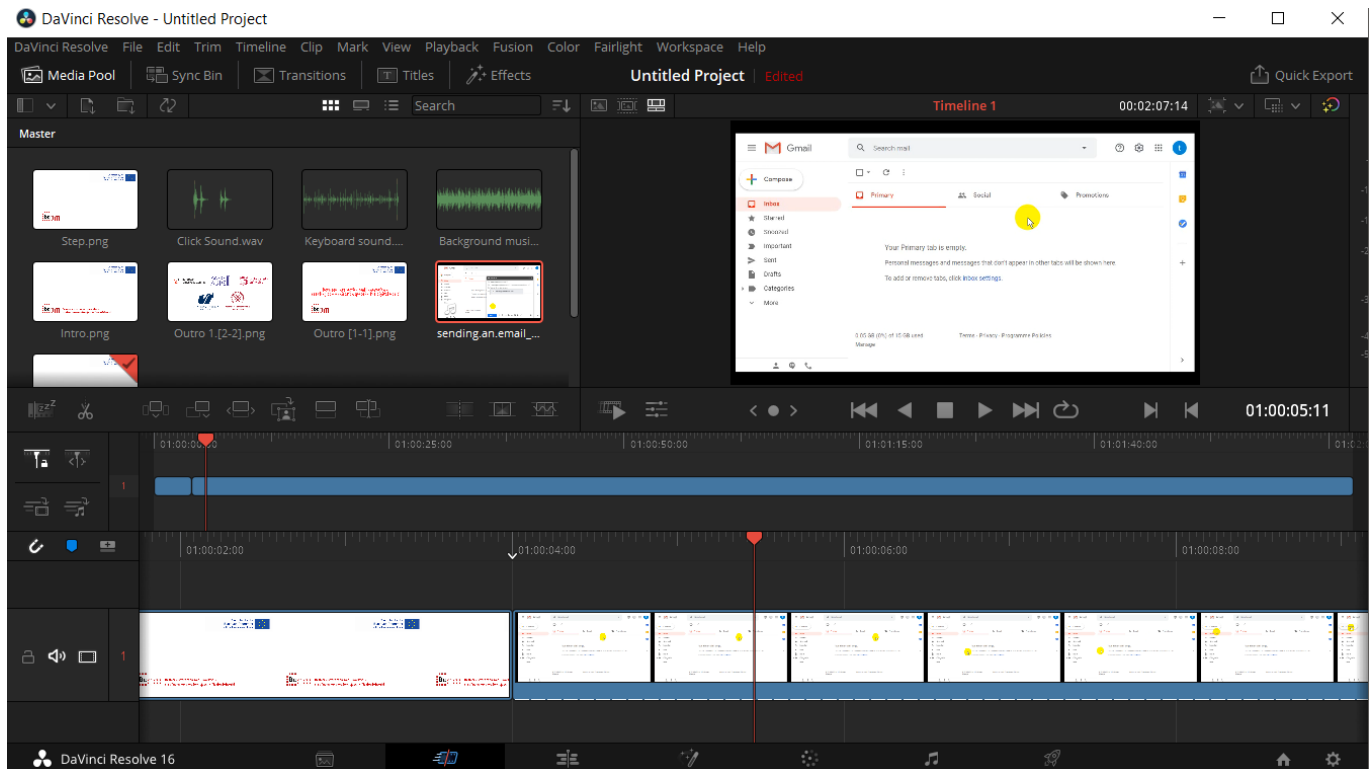 DaVinci Resolve - Untitled Project
DaVinci Resolve File Edit Trim Timeline Clip Mark View Playback Fusion Color Fairlight Workspace Help
Media Pool Sync Bin Transitions Titles Effects Untitled Project Edited Quick Export
Search Timeline 1 00:02:07:14
Master
Step.png Click Sound.wav Keyboard sound.... Background musi...
Intro.png Outro 1.[2-2].png Outro [1-1].png sending.an.email_...
Gmail Search mail
Compose
Primary Social Promotions
Inbox
Starred
Snoozed
Important
Sent
Drafts
Categories
More
Your Primary tab is empty.
Personal messages and messages that don't appear in other tabs will be shown here.
To add or remove tabs, click inbox settings.
Terms - Privacy - Programme Policies
Manage
01:00:05:11
01:00:25:00 01:00:50:00 01:01:15:00 01:01:40:00
1
01:00:02:00 01:00:04:00 01:00:06:00 01:00:08:00
1
DaVinci Resolve 16